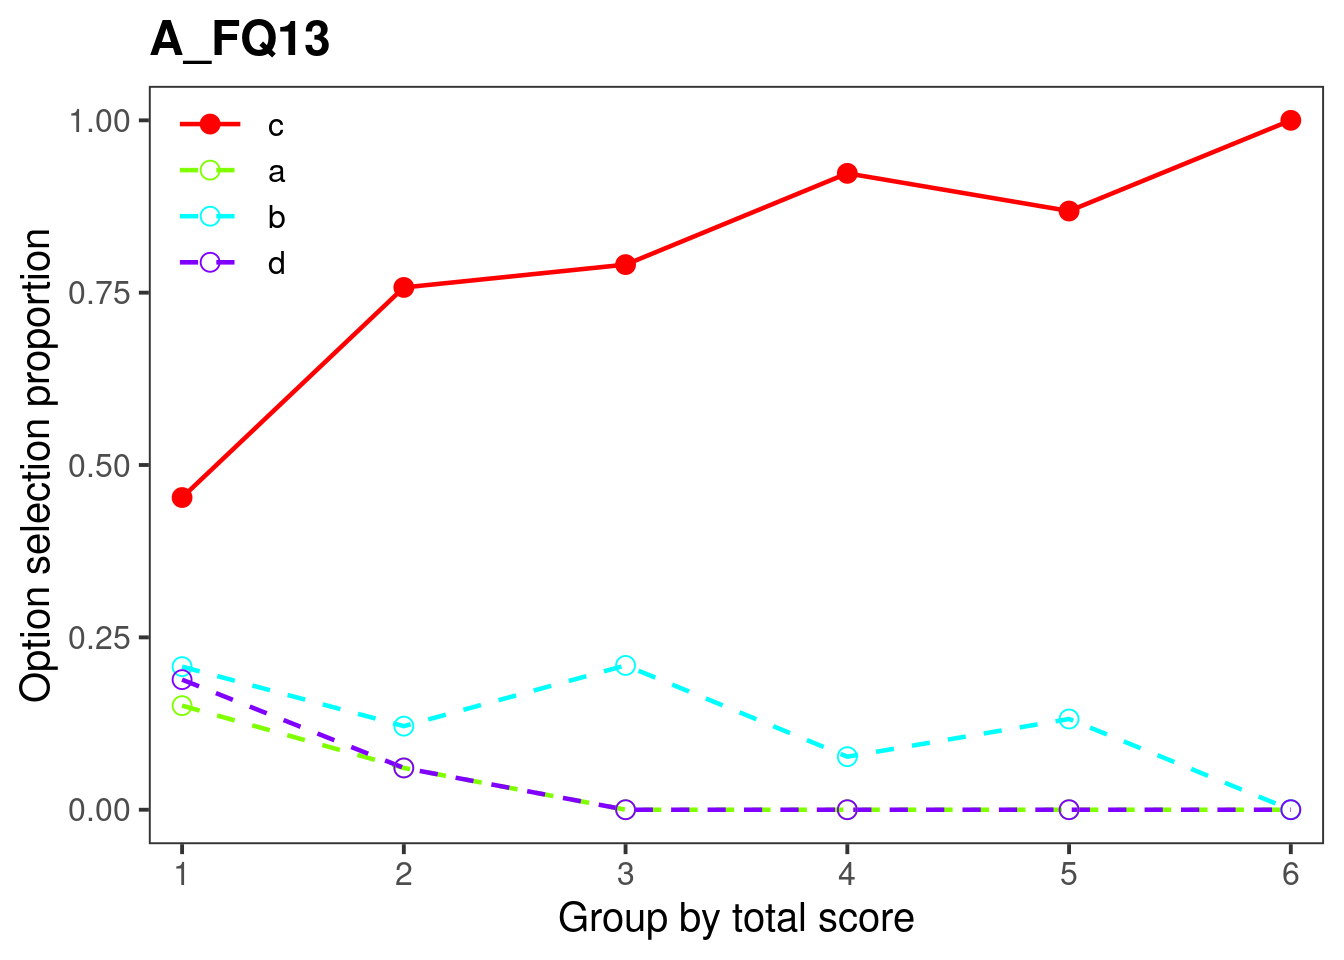 A_FQ13
c
a
b
d
1.00
0.75
0.50
0.25
0.00
Option selection proportion
1 2 3 4 5 6
Group by total score